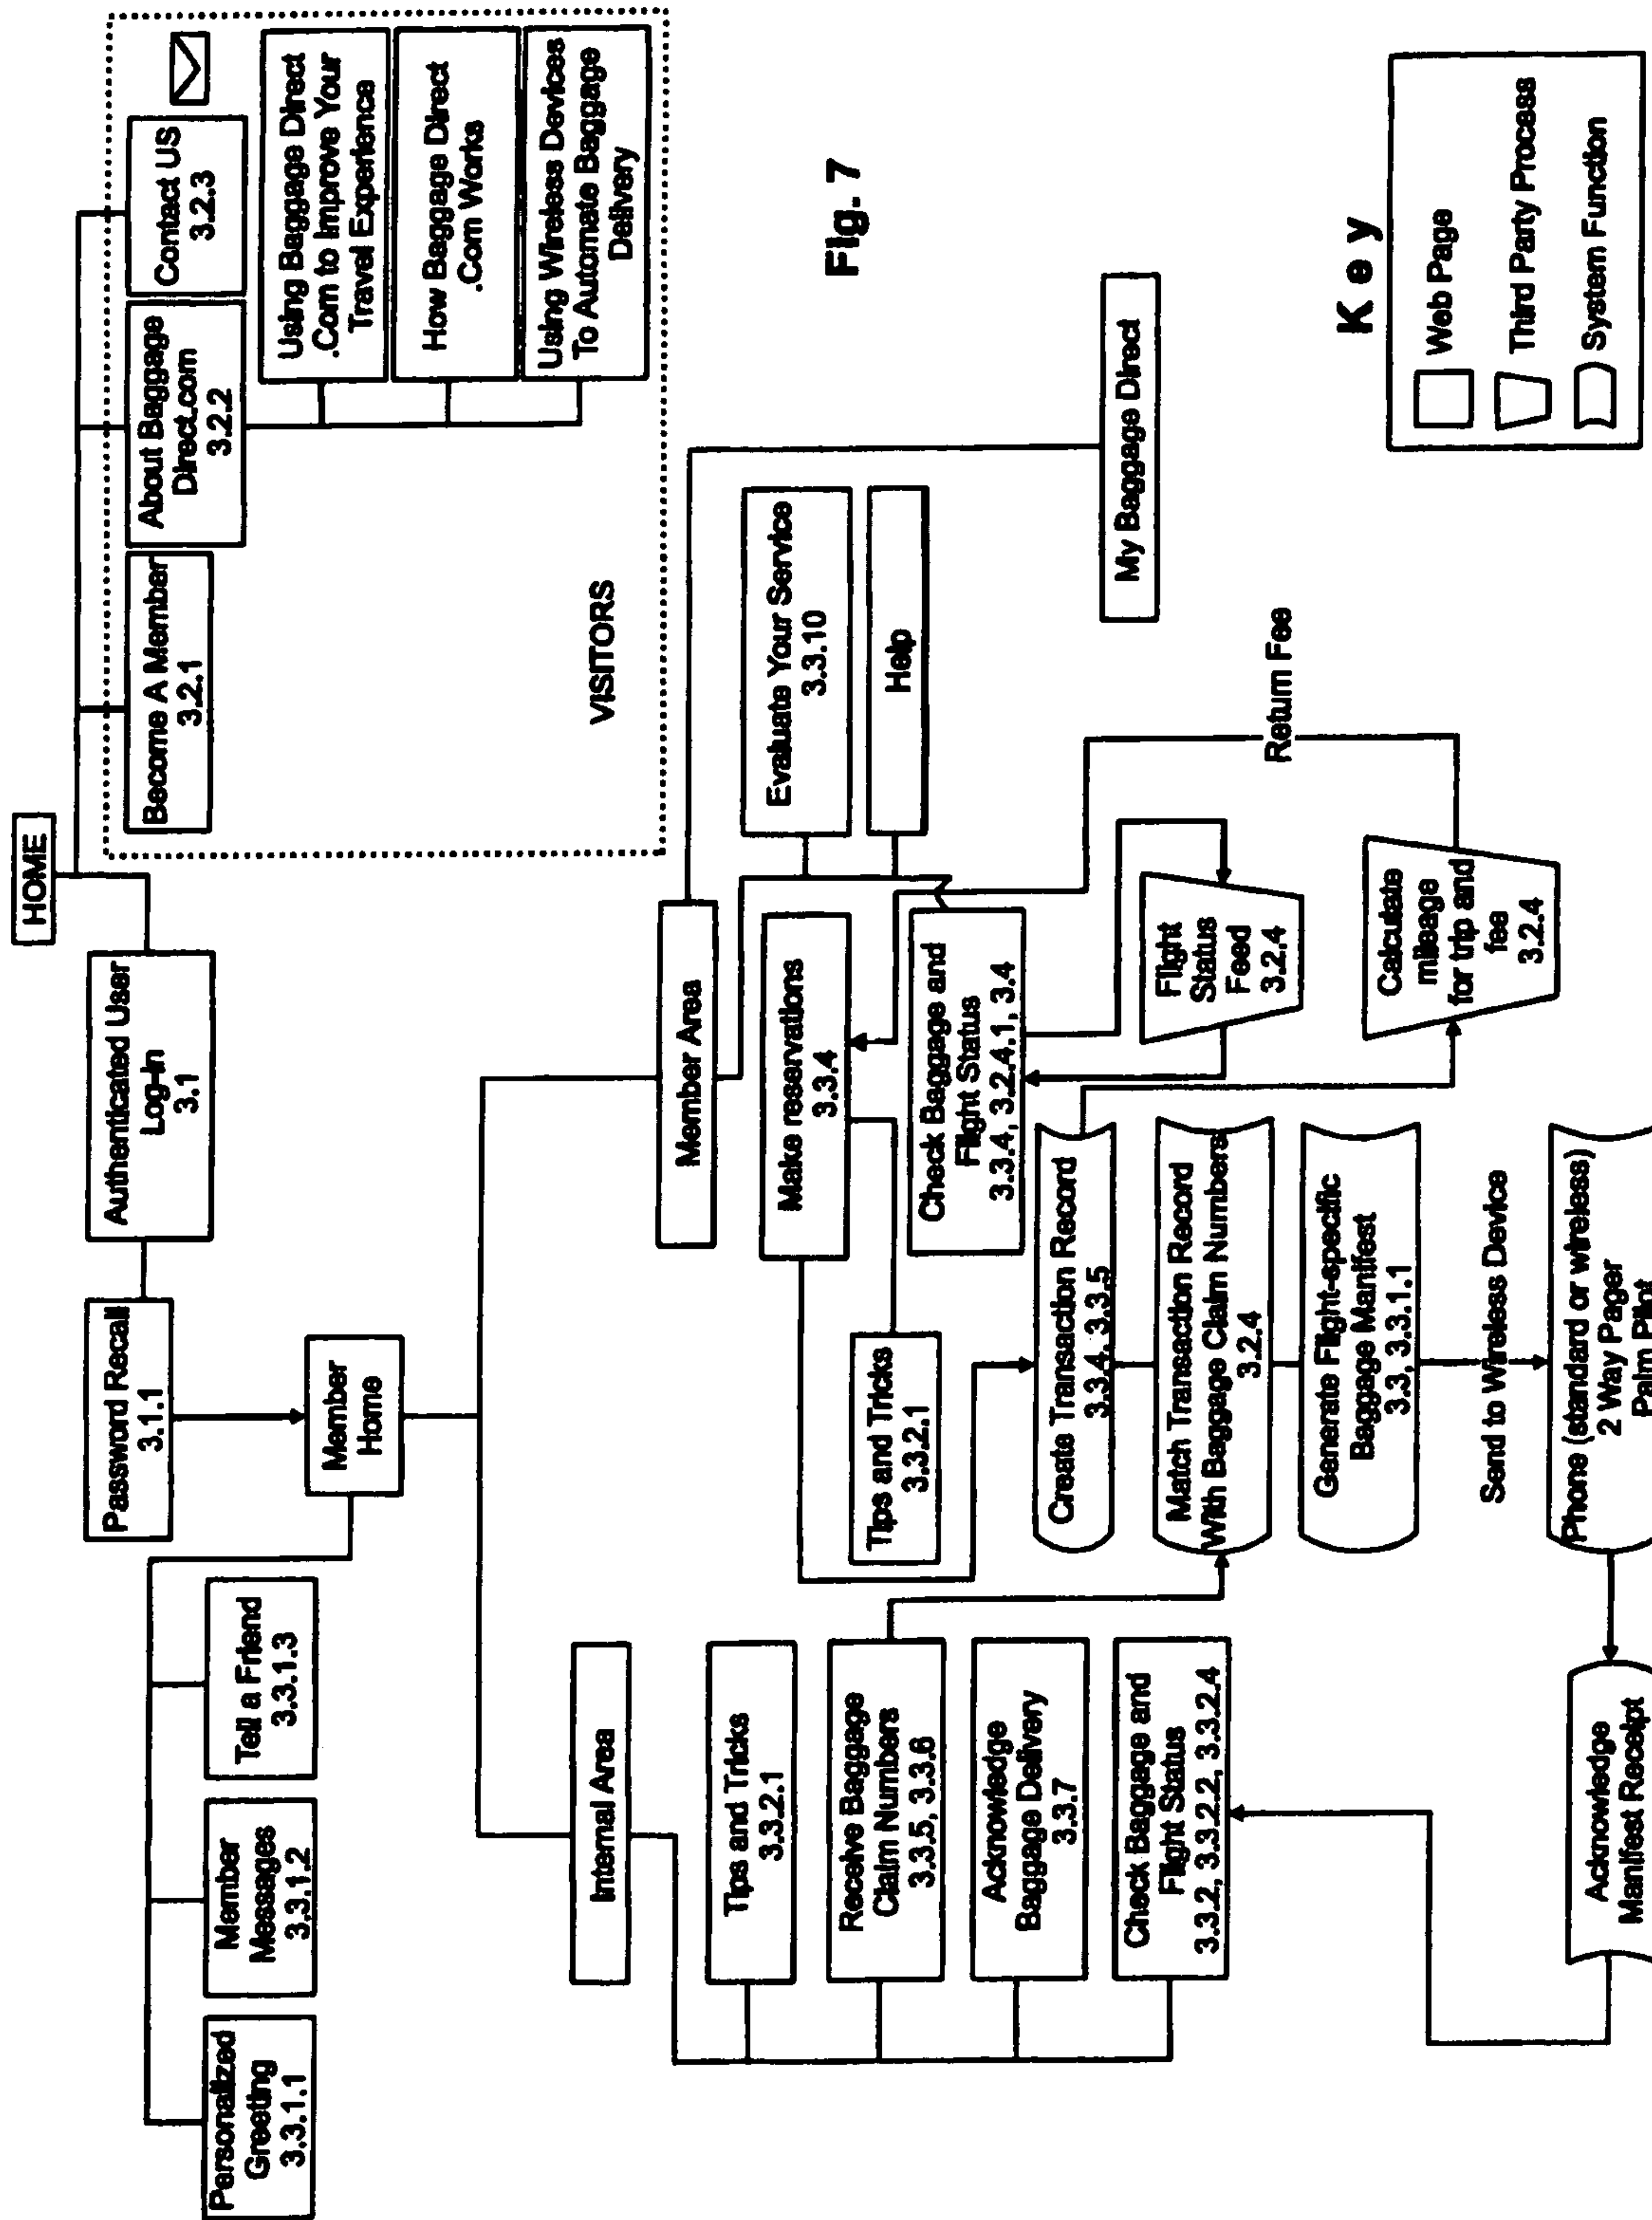 HOME
Authenticated User
Log-in
3.1
Password Recall
3.1.1
Member
Home
Personalized
Greeting
3.3.1.1
Member
Messages
3.3.1.2
Tell a Friend
3.3.1.3
Become A Member
3.2.1
About Baggage
Direct.com
3.2.2
Contact US
3.2.3
Using Baggage Direct
.Com to Improve Your
Travel Experience
How Baggage Direct
.Com Works
Using Wireless Devices
To Automate Baggage
Delivery
VISITORS
Internal Area
Tips and Tricks
3.3.2.1
Receive Baggage
Claim Numbers
3.3.5, 3.3.6
Acknowledge
Baggage Delivery
3.3.7
Check Baggage and
Flight Status
3.3.2, 3.3.2.2, 3.3.2.4
Member Area
Make reservations
3.3.4
Tips and Tricks
3.3.2.1
Evaluate Your Service
3.3.10
Help
Check Baggage and
Flight Status
3.3.4, 3.2.4.1, 3.4
Create Transaction Record
3.3.4, 3.3.5
Match Transaction Record
With Baggage Claim Numbers
3.2.4
Generate Flight-specific
Baggage Manifest
3.3, 3.3.1.1
Send to Wireless Device
Phone (standard or wireless)
2 Way Pager
Palm Pilot
Acknowledge
Manifest Receipt
Flight
Status
Feed
3.2.4
Calculate
mileage
for trip and
fee
3.2.4
Return Fee
My Baggage Direct
Fig. 7
Key
Web Page
Third Party Process
System Function